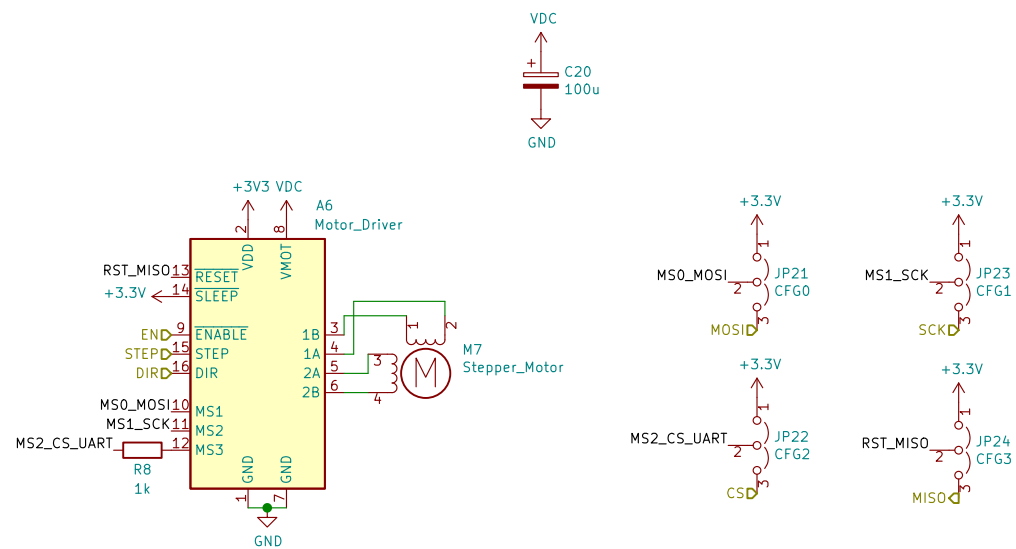 VDC
+
C20
100u
GND
+3V3 VDC
A6
Motor_Driver
2
8
VDD
VMOT
RST_MISO 13 RESET
+3.3V 14 SLEEP
EN 9 ENABLE
STEP 15 STEP
DIR 16 DIR
MS0_MOSI 10 MS1
MS1_SCK 11 MS2
MS2_CS_UART 12 MS3
R8
1k
1B 3
1A 4
2A 5
2B 6
1
2
3
4
M
M7
Stepper_Motor
GND
GND
1
7
GND
+3.3V
1
MS0_MOSI
2
JP21
CFG0
3
MOSI
+3.3V
1
MS1_SCK
2
JP23
CFG1
3
SCK
+3.3V
1
MS2_CS_UART
2
JP22
CFG2
3
CS
+3.3V
1
RST_MISO
2
JP24
CFG3
3
MISO